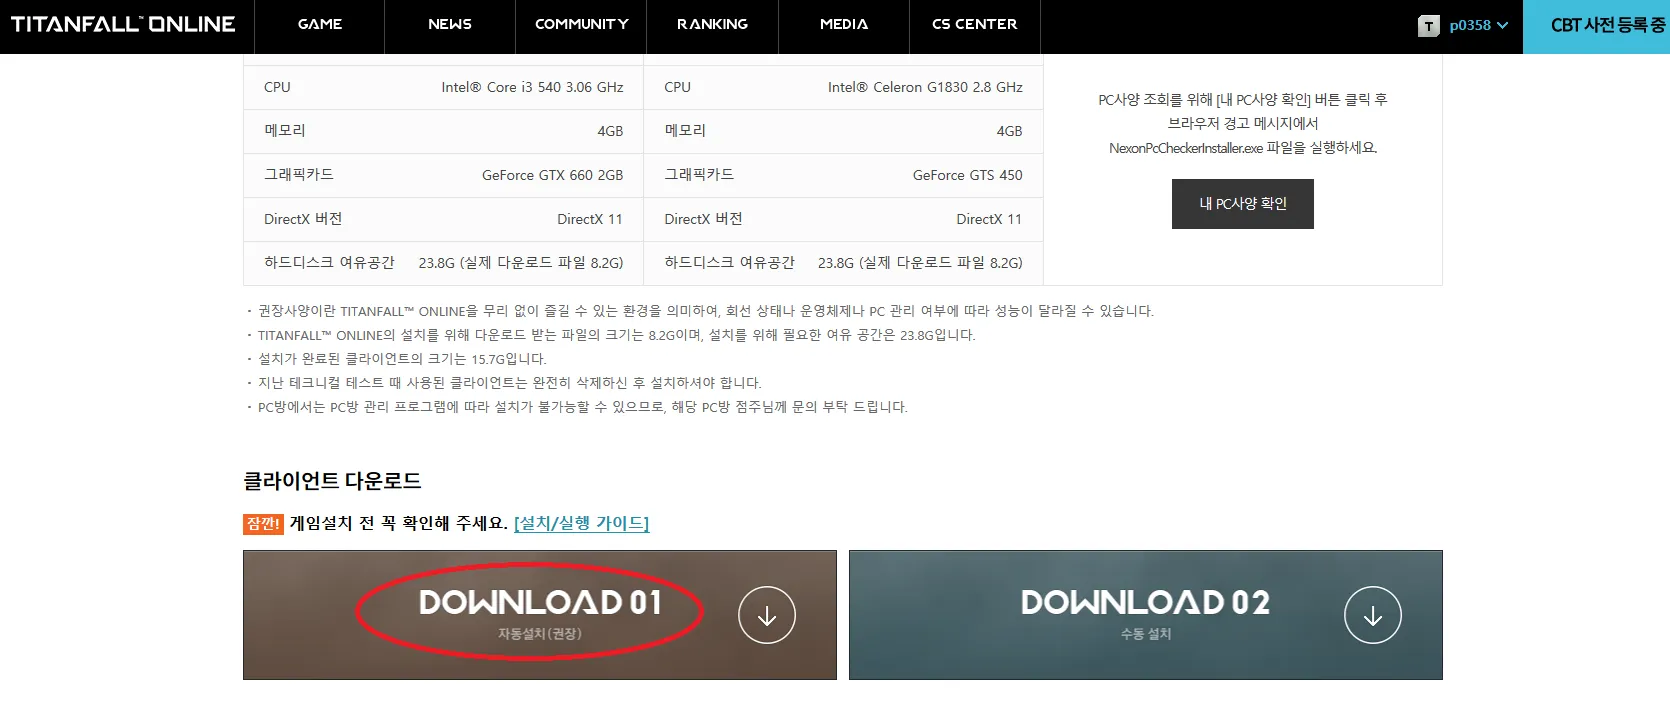 TITANFALL™ ONLINE
GAME
NEWS
COMMUNITY
RANKING
MEDIA
CS CENTER
T p0358
CBT 사전 등록 중
CPU Intel® Core i3 540 3.06 GHz CPU Intel® Celeron G1830 2.8 GHz
메모리 4GB 메모리 4GB
그래픽카드 GeForce GTX 660 2GB 그래픽카드 GeForce GTS 450
DirectX 버전 DirectX 11 DirectX 버전 DirectX 11
하드디스크 여유공간 23.8G (실제 다운로드 파일 8.2G) 하드디스크 여유공간 23.8G (실제 다운로드 파일 8.2G)
PC사양 조회를 위해 [내 PC사양 확인] 버튼 클릭 후
브라우저 경고 메시지에서
NexonPcCheckerInstaller.exe 파일을 실행하세요.
내 PC사양 확인
· 권장사양이란 TITANFALL™ ONLINE을 무리 없이 즐길 수 있는 환경을 의미하여, 회선 상태나 운영체제나 PC 관리 여부에 따라 성능이 달라질 수 있습니다.
· TITANFALL™ ONLINE의 설치를 위해 다운로드 받는 파일의 크기는 8.2G이며, 설치를 위해 필요한 여유 공간은 23.8G입니다.
· 설치가 완료된 클라이언트의 크기는 15.7G입니다.
· 지난 테크니컬 테스트 때 사용된 클라이언트는 완전히 삭제하신 후 설치하셔야 합니다.
· PC방에서는 PC방 관리 프로그램에 따라 설치가 불가능할 수 있으므로, 해당 PC방 점주님께 문의 부탁 드립니다.
클라이언트 다운로드
잠깐! 게임설치 전 꼭 확인해 주세요. [설치/실행 가이드]
DOWNLOAD 01
자동설치(권장)
DOWNLOAD 02
수동 설치